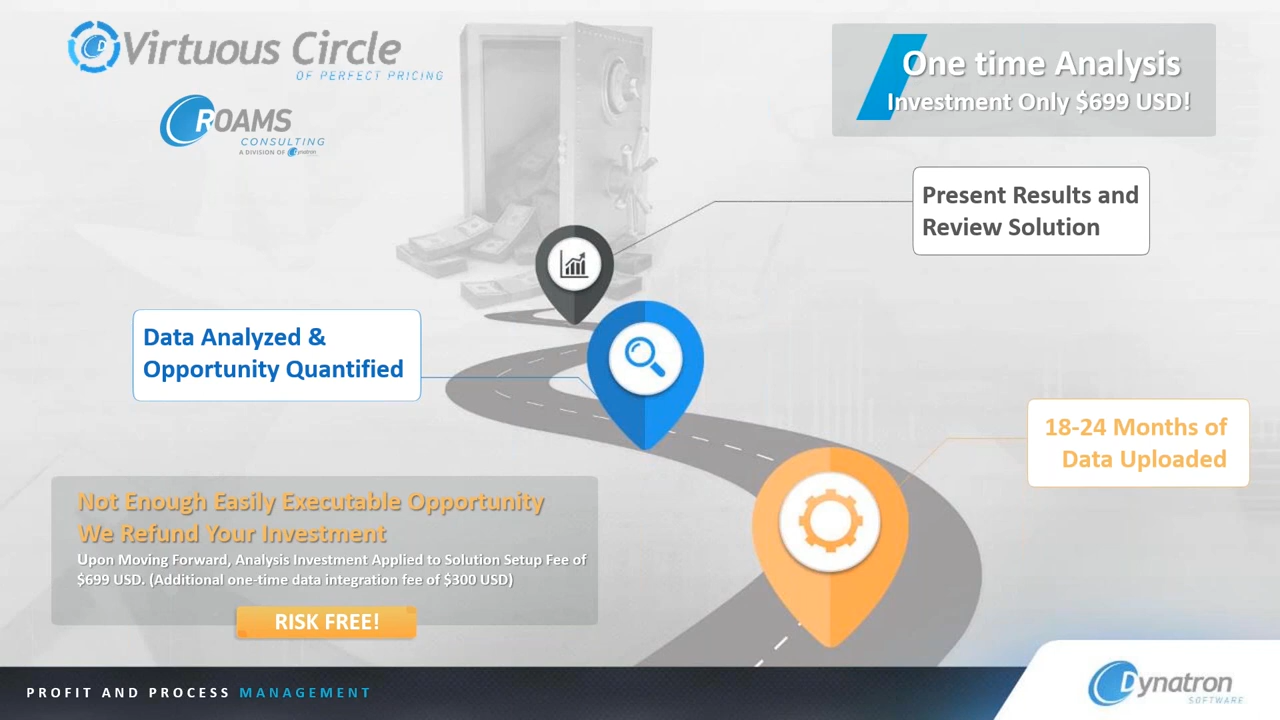 Virtuous Circle
OF PERFECT PRICING
ROAMS
CONSULTING
A DIVISION OF Dynatron
One time Analysis
Investment Only $699 USD!
Present Results and
Review Solution
Data Analyzed &
Opportunity Quantified
18-24 Months of
Data Uploaded
Not Enough Easily Executable Opportunity
We Refund Your Investment
Upon Moving Forward, Analysis Investment Applied to Solution Setup Fee of
$699 USD. (Additional one-time data integration fee of $300 USD)
RISK FREE!
PROFIT AND PROCESS MANAGEMENT
Dynatron
SOFTWARE